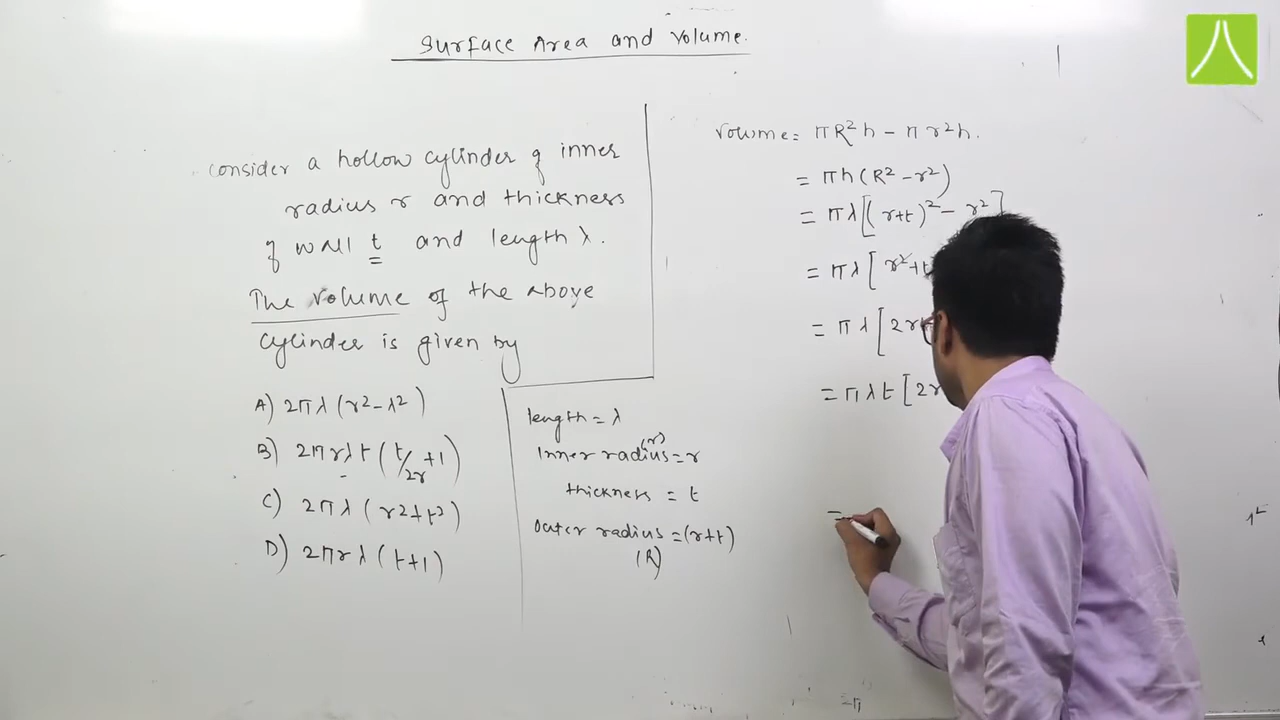 Surface Area and Volume.
Consider a hollow cylinder of inner
radius r and thickness
of wall t and length λ.
The volume of the above
cylinder is given by
A) 2πλ(r²-λ²)
B) 2πrλt(t/2r+1)
C) 2πλ(r²+t²)
D) 2πrλ(t+1)
length = λ
(r)
Inner radius = r
thickness = t
Outer radius = (r+t)
(R)
Volume = πR²h - πr²h.
= πh(R²-r²)
= πλ[(r+t)² - r²]
= πλ[r²+t
= πλ[2rt
= πλt[2r
=